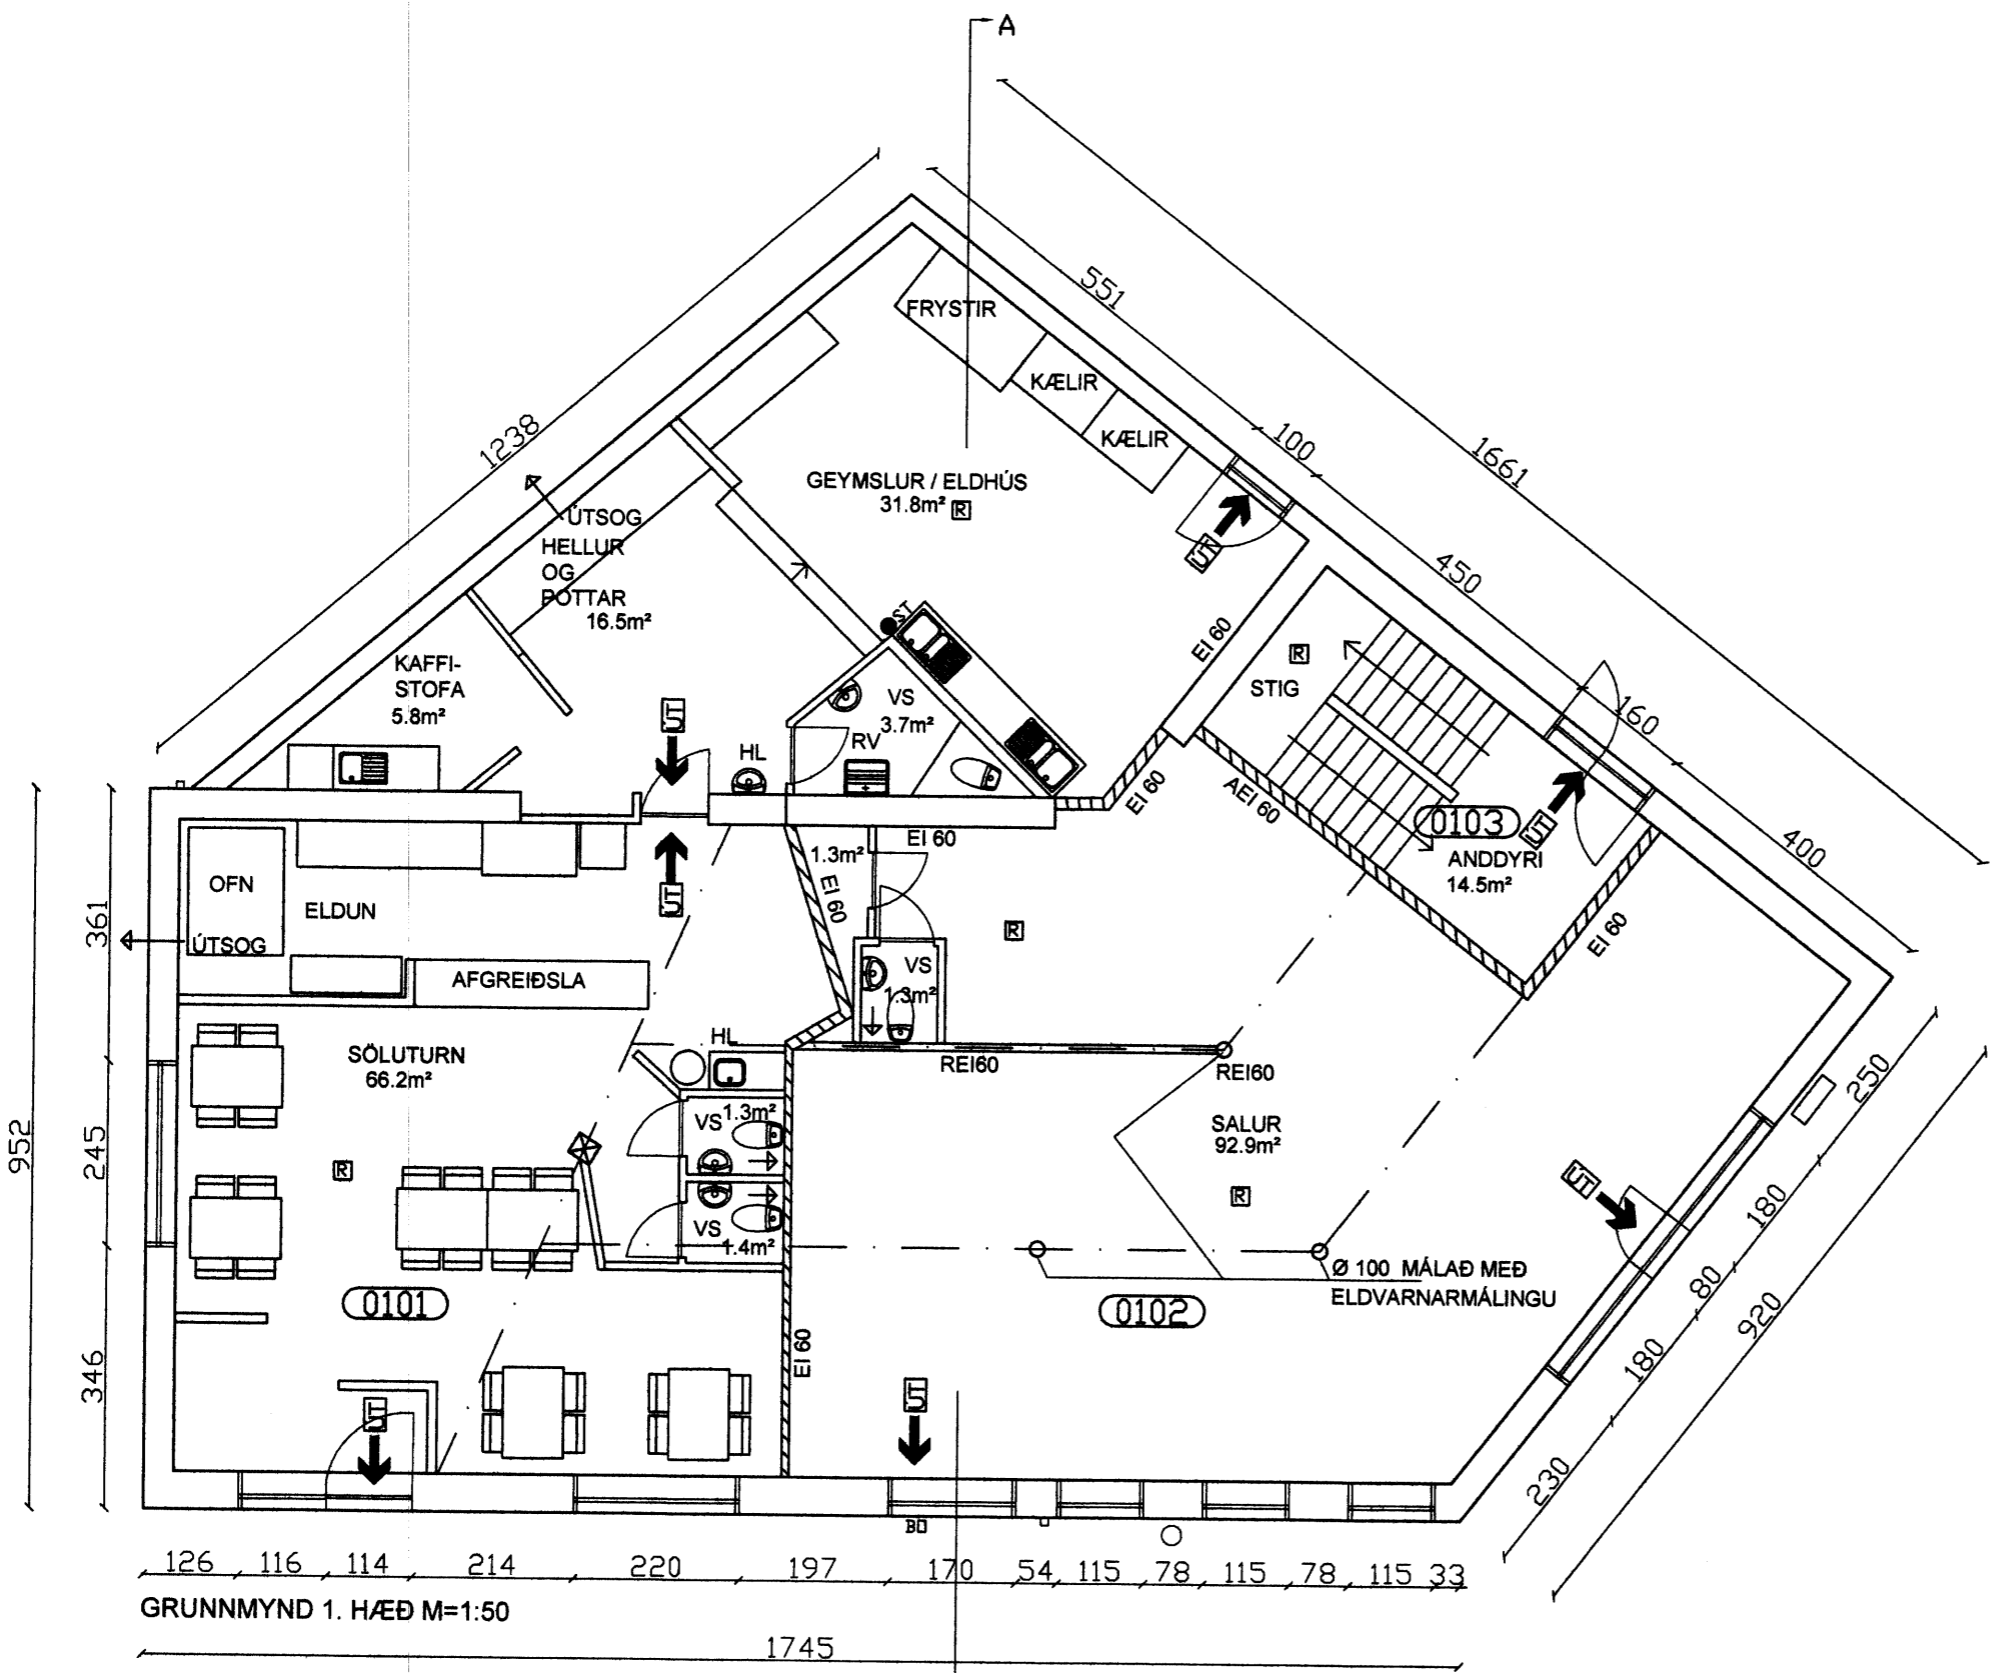 A
551
FRYSTIR
KÆLIR
KÆLIR
100
1661
1238
GEYMSLUR / ELDHÚS
31.8m² R
ÚT
450
ÚTSOG
HELLUR
OG
POTTAR
16.5m²
ST
EI 60
R
STIG
KAFFI-
STOFA
5.8m²
ÚT
VS
3.7m²
HL
RV
160
EI 60
AEI 60
0103
ÚT
ANDDYRI
14.5m²
400
EI 60
EI 60
1.3m²
EI 60
OFN
ELDUN
ÚT
361
ÚTSOG
AFGREIÐSLA
R
VS
1.3m²
SÖLUTURN
66.2m²
HL
REI60
REI60
250
952
245
VS 1.3m²
SALUR
92.9m²
R
R
VS
1.4m²
ÚT
180
80
920
Ø 100 MÁLAÐ MEÐ
ELDVARNARMÁLINGU
0101
0102
EI 60
346
180
ÚT
ÚT
230
BO
126 116 114 214 220 197 170 54 115 78 115 78 115 33
GRUNNMYND 1. HÆÐ M=1:50
1745